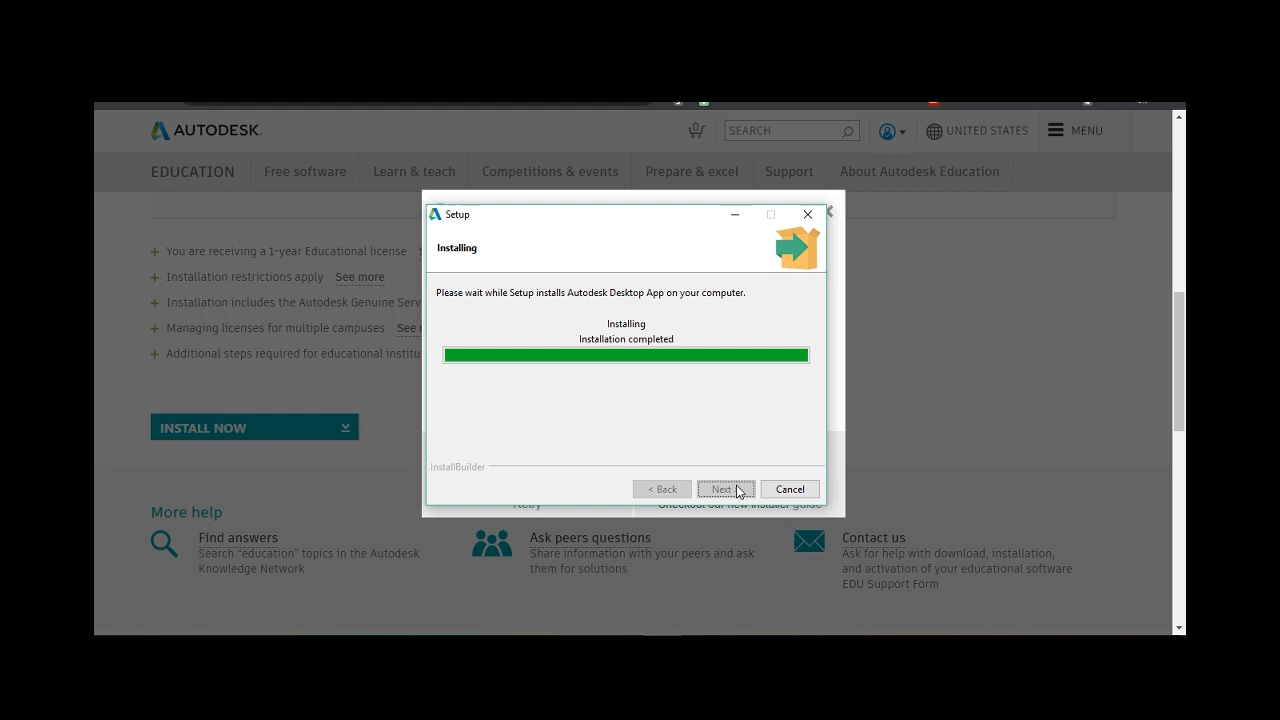 AUTODESK.
0
SEARCH
UNITED STATES
MENU
EDUCATION
Free software
Learn & teach
Competitions & events
Prepare & excel
Support
About Autodesk Education
Setup
Installing
Please wait while Setup installs Autodesk Desktop App on your computer.
Installing
Installation completed
InstallBuilder
< Back
Next
Cancel
+ You are receiving a 1-year Educational license
+ Installation restrictions apply See more
+ Installation includes the Autodesk Genuine Serv
+ Managing licenses for multiple campuses See
+ Additional steps required for educational institu
INSTALL NOW
Retry
Checkout our new installer guide
More help
Find answers
Search "education" topics in the Autodesk
Knowledge Network
Ask peers questions
Share information with your peers and ask
them for solutions
Contact us
Ask for help with download, installation,
and activation of your educational software
EDU Support Form